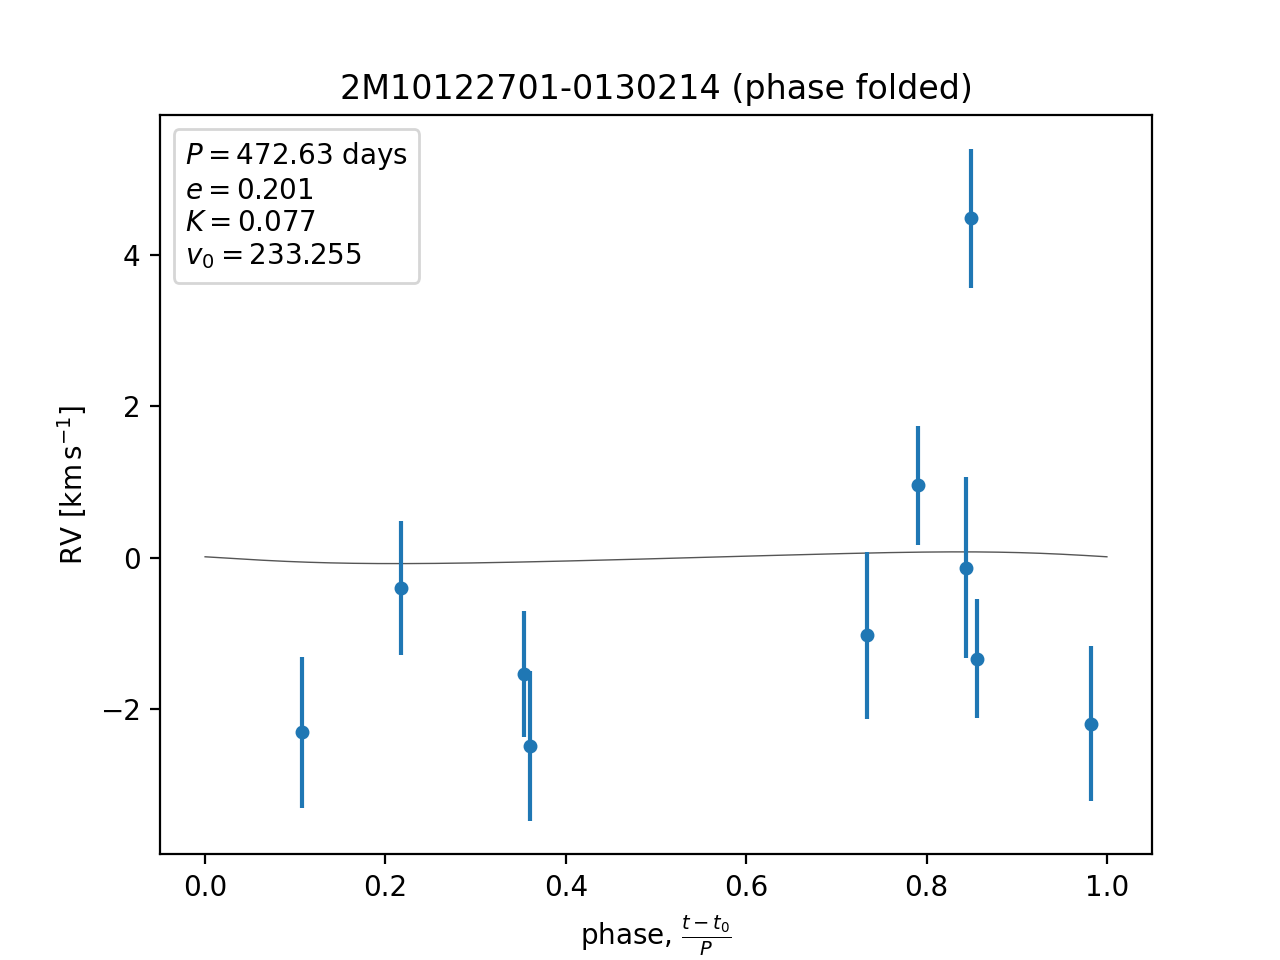 2M10122701-0130214 (phase folded)
P = 472.63 days
e = 0.201
K = 0.077
v₀ = 233.255
4
2
0
−2
RV [km s⁻¹]
0.0 0.2 0.4 0.6 0.8 1.0
phase, (t − t₀)/P